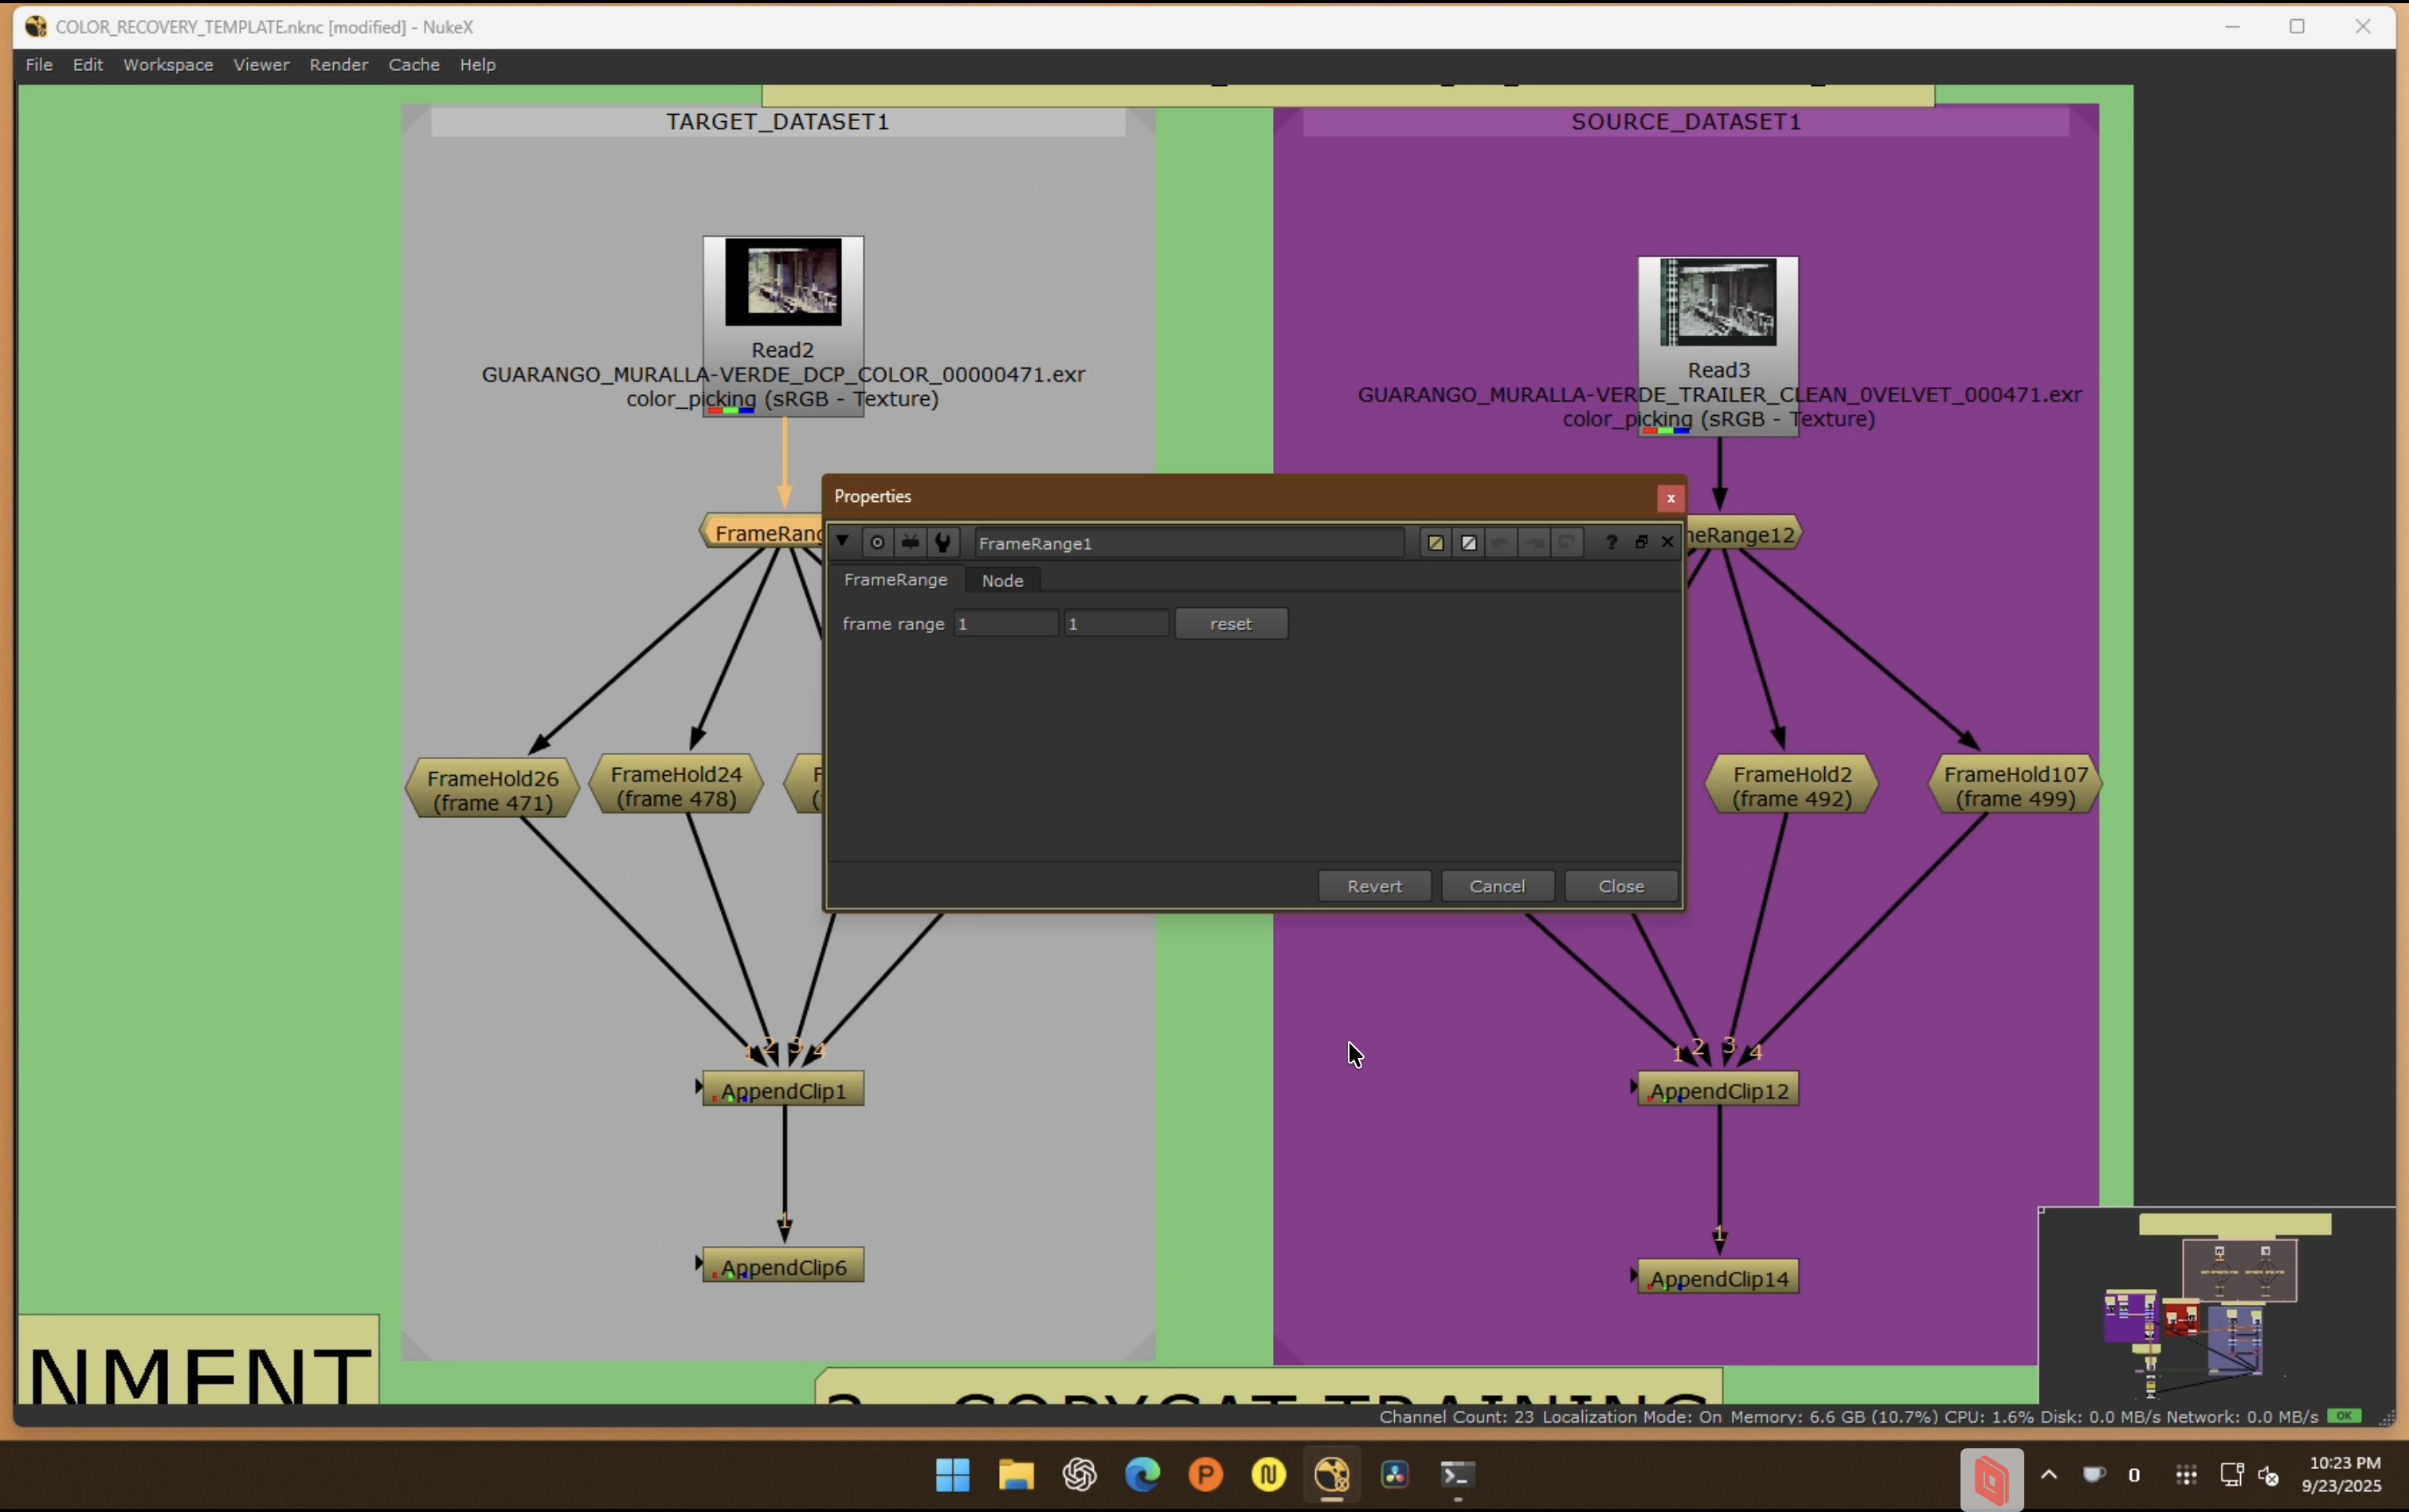 COLOR_RECOVERY_TEMPLATE.nknc [modified] - NukeX
File Edit Workspace Viewer Render Cache Help
TARGET_DATASET1
SOURCE_DATASET1
Read2
GUARANGO_MURALLA-VERDE_DCP_COLOR_00000471.exr
color_picking (sRGB - Texture)
Read3
GUARANGO_MURALLA-VERDE_TRAILER_CLEAN_0VELVET_000471.exr
color_picking (sRGB - Texture)
Properties
x
FrameRang
FrameRange1
?
neRange12
FrameRange Node
frame range 1 1 reset
FrameHold26
(frame 471)
FrameHold24
(frame 478)
F
(
FrameHold2
(frame 492)
FrameHold107
(frame 499)
Revert Cancel Close
1 2 3 4
1 2 3 4
AppendClip1
AppendClip12
1
1
AppendClip6
AppendClip14
NMENT
COPYCAT TRAINING
Channel Count: 23 Localization Mode: On Memory: 6.6 GB (10.7%) CPU: 1.6% Disk: 0.0 MB/s Network: 0.0 MB/s OK
P
N
0
10:23 PM
9/23/2025